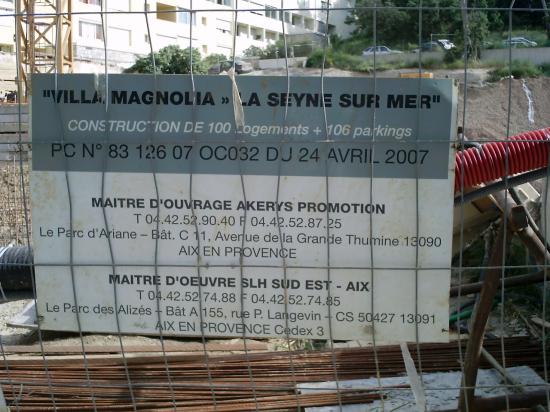 "VILLA MAGNOLIA » LA SEYNE SUR MER"
CONSTRUCTION DE 100 Logements + 106 parkings
PC N° 83 126 07 OC032 DU 24 AVRIL 2007
MAITRE D'OUVRAGE AKERYS PROMOTION
T 04.42.52.90.40 F 04.42.52.87.25
Le Parc d'Ariane – Bât. C 11, Avenue de la Grande Thumine 13090
AIX EN PROVENCE
MAITRE D'OEUVRE SLH SUD EST - AIX
T 04.42.52.74.88 F 04.42.52.74.85
Le Parc des Alizés – Bât A 155, rue P. Langevin – CS 50427 13091
AIX EN PROVENCE Cedex 3